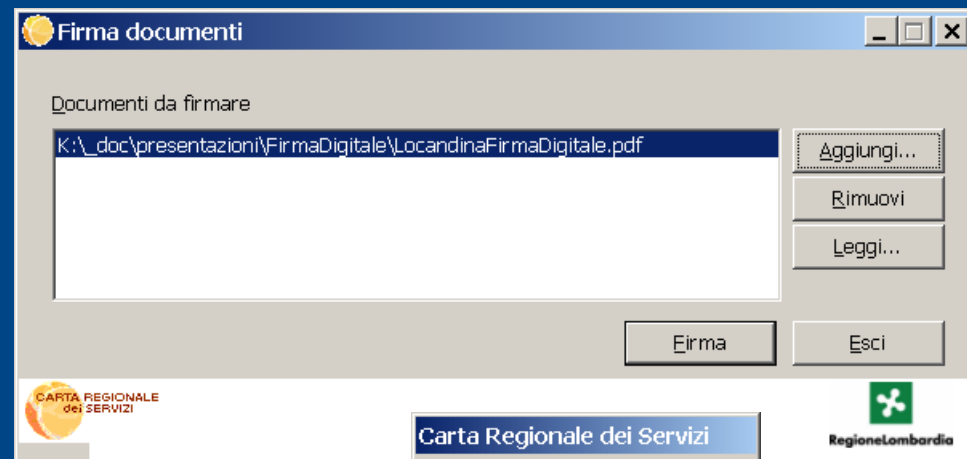 Firma documenti
Documenti da firmare
K:\_doc\presentazioni\FirmaDigitale\LocandinaFirmaDigitale.pdf
Aggiungi...
Rimuovi
Leggi...
Firma
Esci
CARTA REGIONALE
dei SERVIZI
Carta Regionale dei Servizi
RegioneLombardia